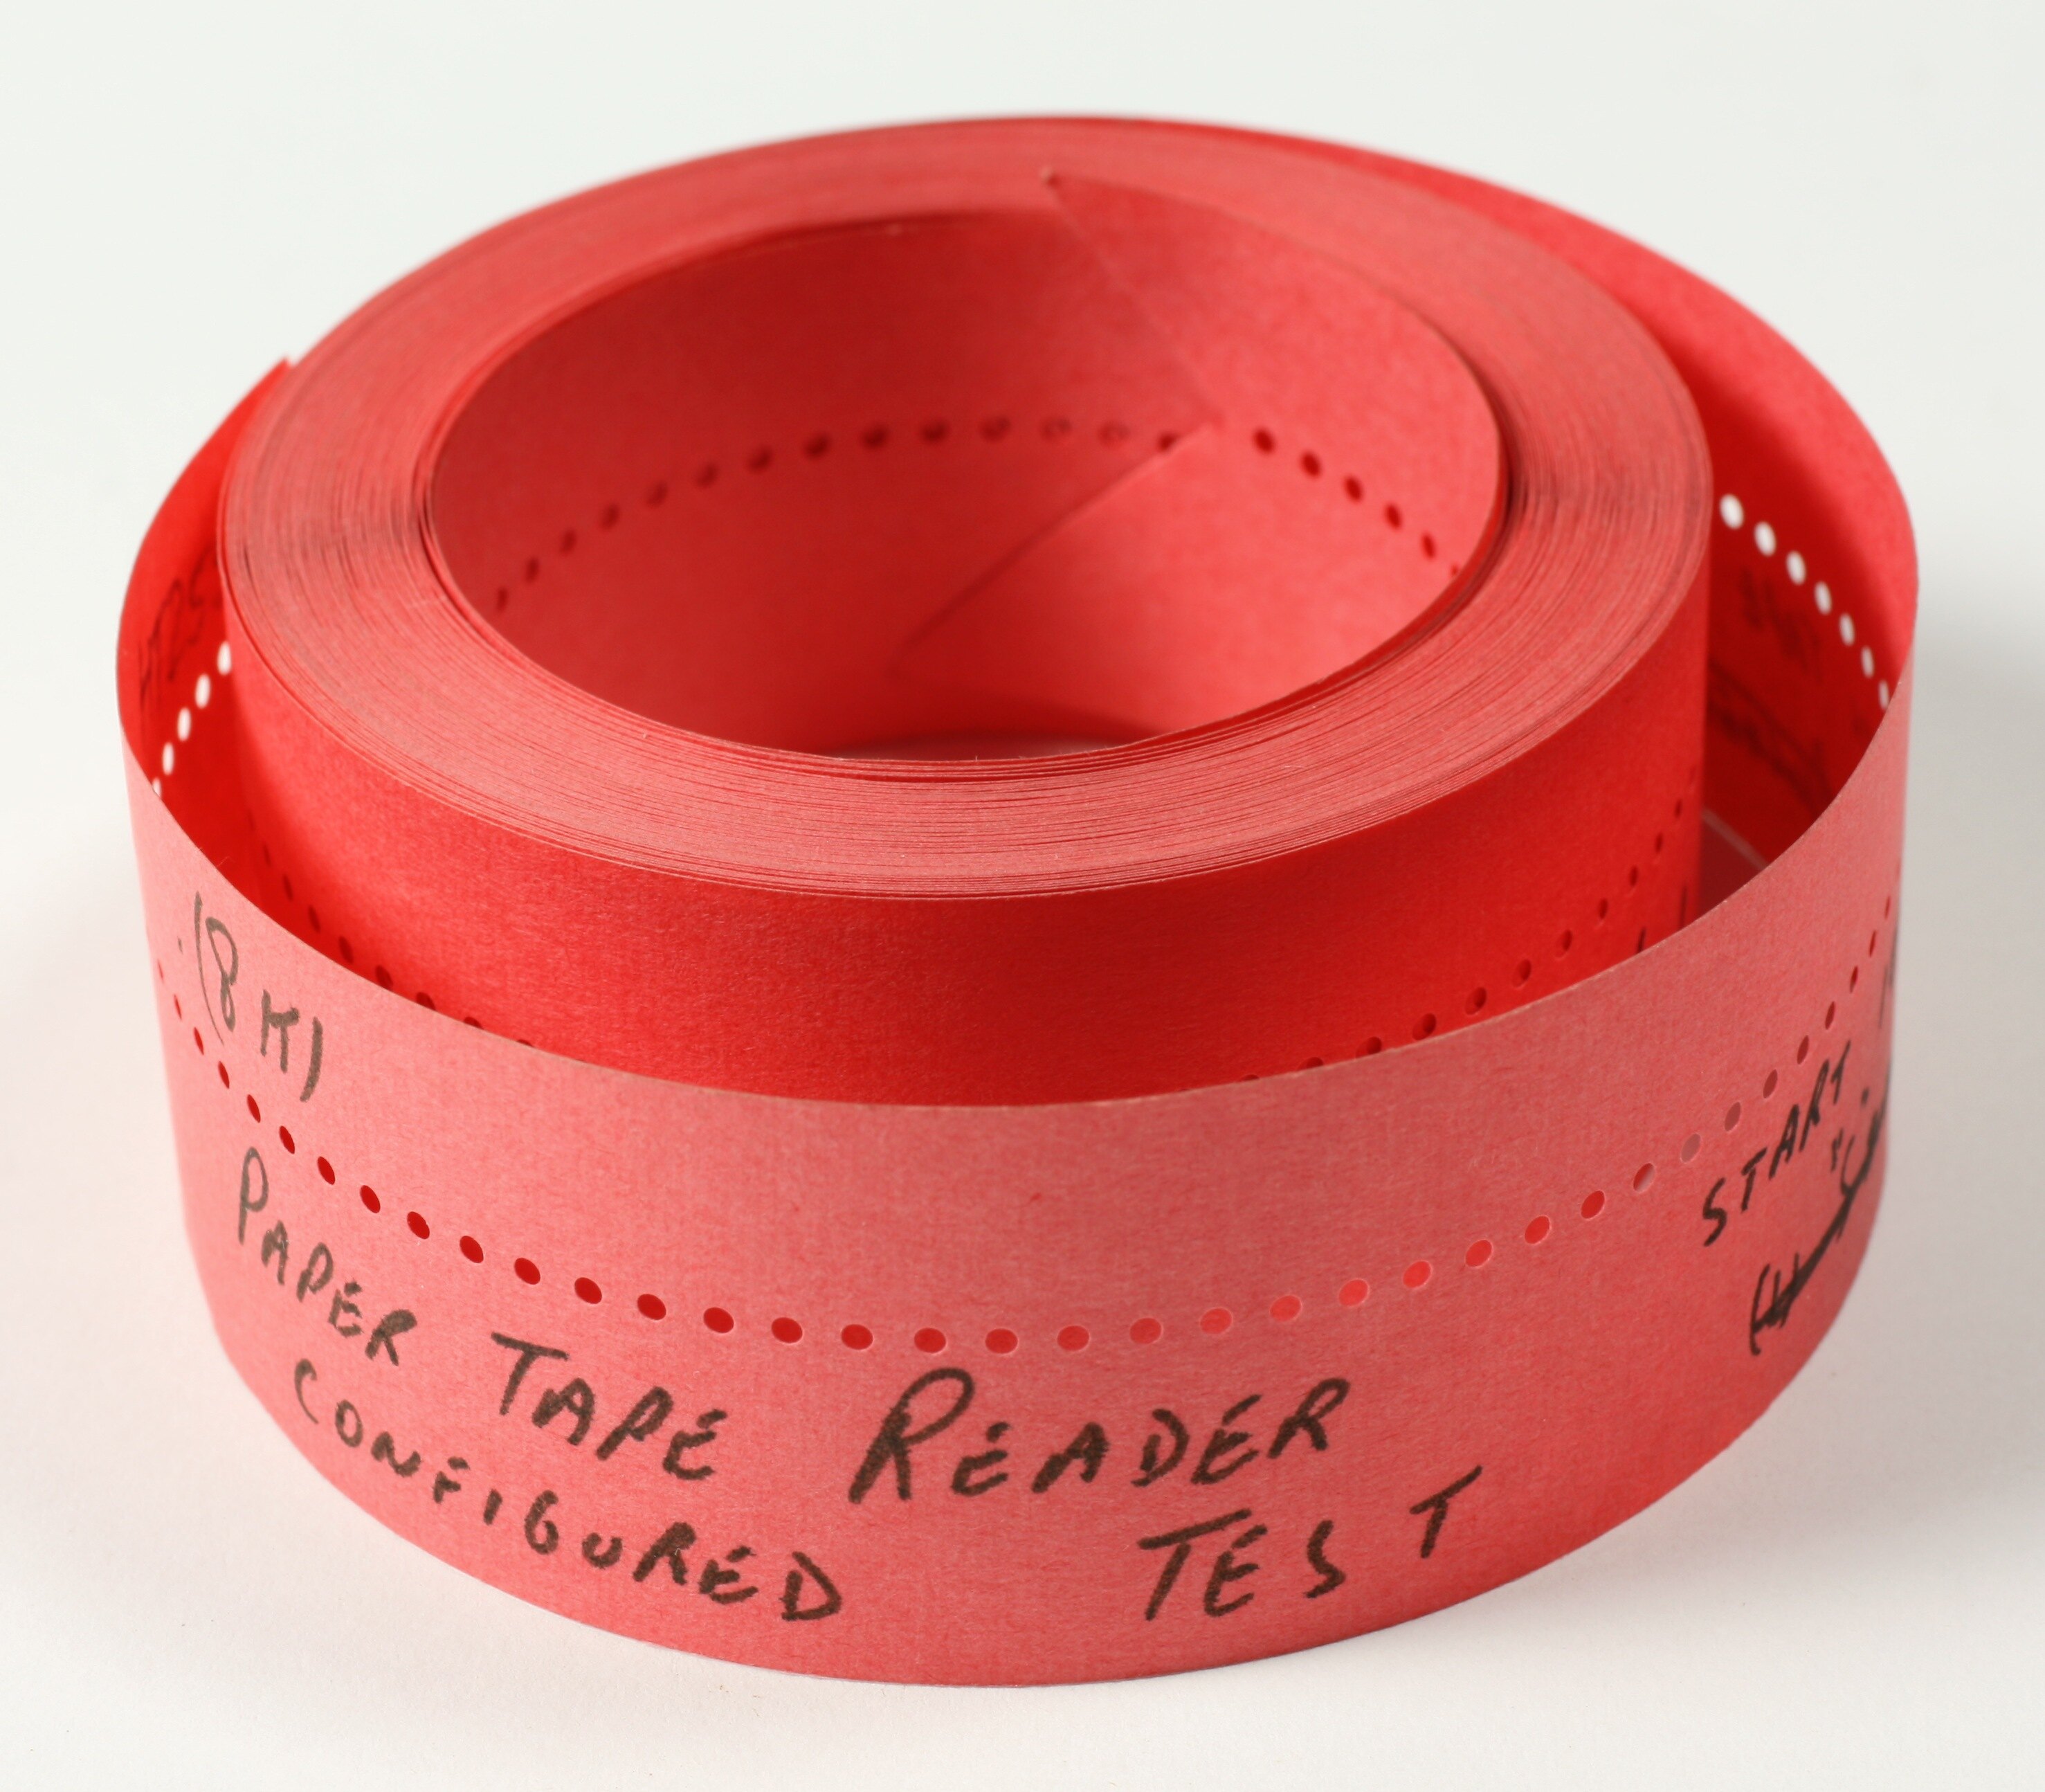 (8K)
PAPER TAPE READER
CONFIGURED TEST
START